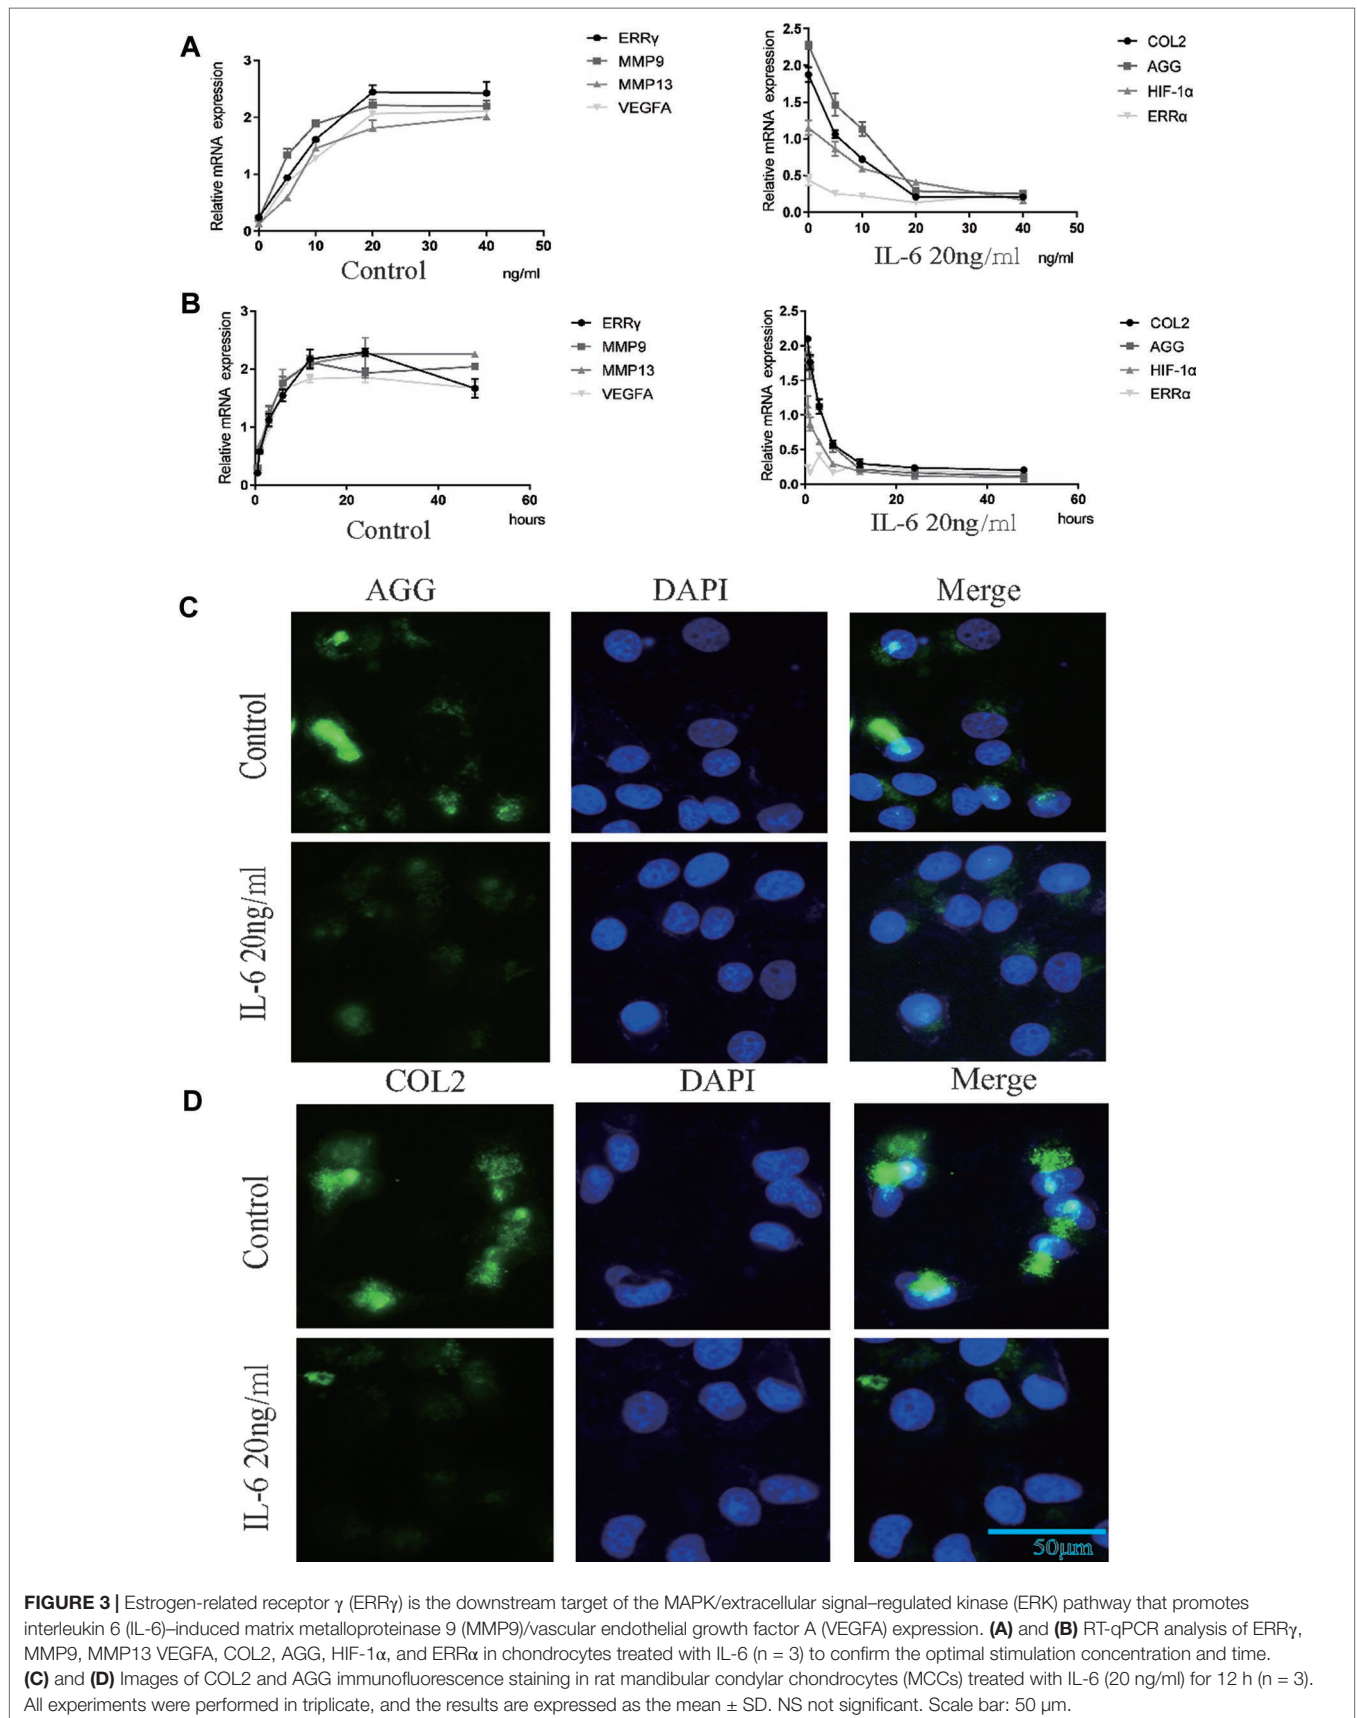 A
Relative mRNA expression
3
2
1
0
0 10 20 30 40 50
Control
ng/ml
ERRγ
MMP9
MMP13
VEGFA
Relative mRNA expression
2.5
2.0
1.5
1.0
0.5
0.0
0 10 20 30 40 50
IL-6 20ng/ml
ng/ml
COL2
AGG
HIF-1α
ERRα
B
Relative mRNA expression
3
2
1
0
0 20 40 60
Control
hours
ERRγ
MMP9
MMP13
VEGFA
Relative mRNA expression
2.5
2.0
1.5
1.0
0.5
0.0
0 20 40 60
IL-6 20ng/ml
hours
COL2
AGG
HIF-1α
ERRα
C
AGG DAPI Merge
Control
IL-6 20ng/ml
D
COL2 DAPI Merge
Control
IL-6 20ng/ml
50μm
FIGURE 3 | Estrogen-related receptor γ (ERRγ) is the downstream target of the MAPK/extracellular signal–regulated kinase (ERK) pathway that promotes
interleukin 6 (IL-6)–induced matrix metalloproteinase 9 (MMP9)/vascular endothelial growth factor A (VEGFA) expression. (A) and (B) RT-qPCR analysis of ERRγ,
MMP9, MMP13 VEGFA, COL2, AGG, HIF-1α, and ERRα in chondrocytes treated with IL-6 (n = 3) to confirm the optimal stimulation concentration and time.
(C) and (D) Images of COL2 and AGG immunofluorescence staining in rat mandibular condylar chondrocytes (MCCs) treated with IL-6 (20 ng/ml) for 12 h (n = 3).
All experiments were performed in triplicate, and the results are expressed as the mean ± SD. NS not significant. Scale bar: 50 μm.